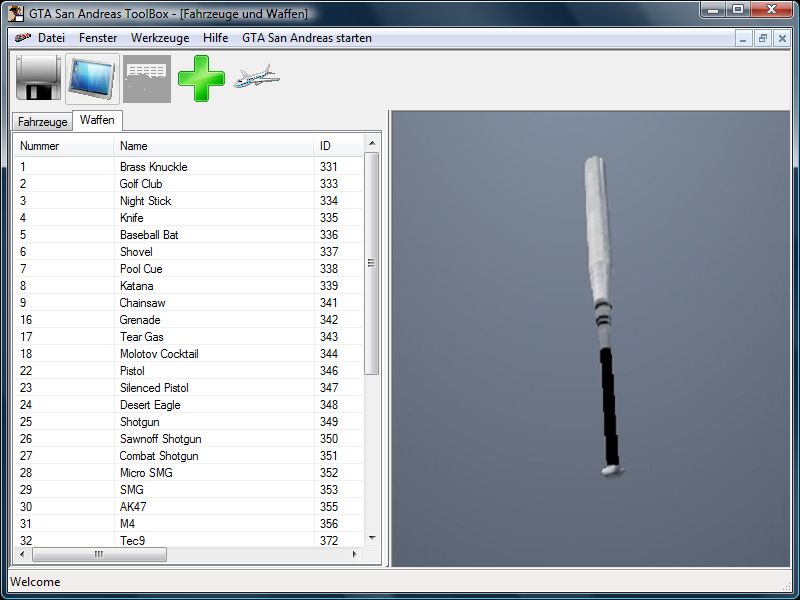 GTA San Andreas ToolBox - [Fahrzeuge und Waffen]
Datei Fenster Werkzeuge Hilfe GTA San Andreas starten
Fahrzeuge Waffen
Nummer Name ID
1 Brass Knuckle 331
2 Golf Club 333
3 Night Stick 334
4 Knife 335
5 Baseball Bat 336
6 Shovel 337
7 Pool Cue 338
8 Katana 339
9 Chainsaw 341
16 Grenade 342
17 Tear Gas 343
18 Molotov Cocktail 344
22 Pistol 346
23 Silenced Pistol 347
24 Desert Eagle 348
25 Shotgun 349
26 Sawnoff Shotgun 350
27 Combat Shotgun 351
28 Micro SMG 352
29 SMG 353
30 AK47 355
31 M4 356
32 Tec9 372
Welcome